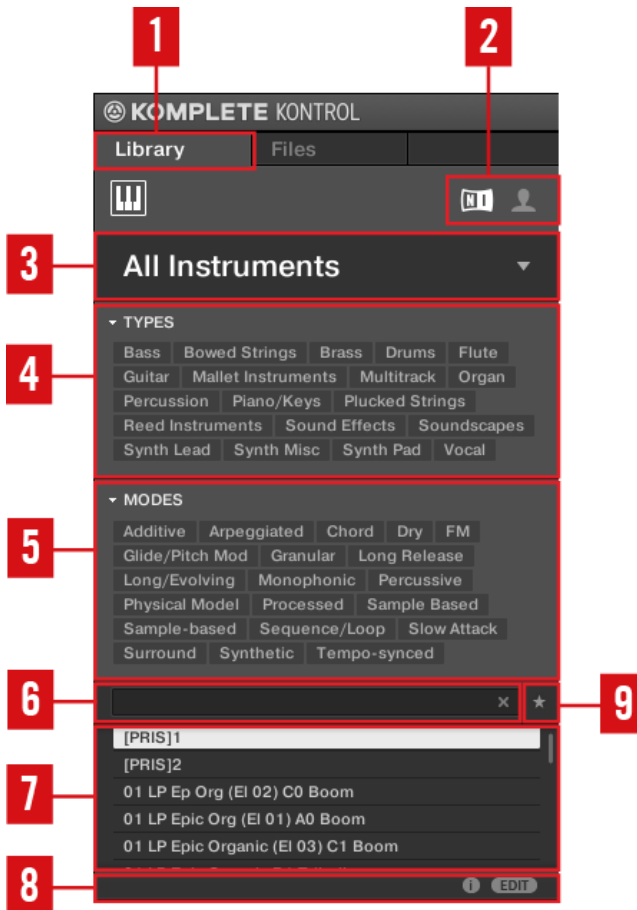 1
2
KOMPLETE KONTROL
Library Files
NI
3
All Instruments
TYPES
4
Bass Bowed Strings Brass Drums Flute
Guitar Mallet Instruments Multitrack Organ
Percussion Piano/Keys Plucked Strings
Reed Instruments Sound Effects Soundscapes
Synth Lead Synth Misc Synth Pad Vocal
MODES
5
Additive Arpeggiated Chord Dry FM
Glide/Pitch Mod Granular Long Release
Long/Evolving Monophonic Percussive
Physical Model Processed Sample Based
Sample-based Sequence/Loop Slow Attack
Surround Synthetic Tempo-synced
6
9
[PRIS]1
[PRIS]2
7
01 LP Ep Org (El 02) C0 Boom
01 LP Epic Org (El 01) A0 Boom
01 LP Epic Organic (El 03) C1 Boom
8
i EDIT